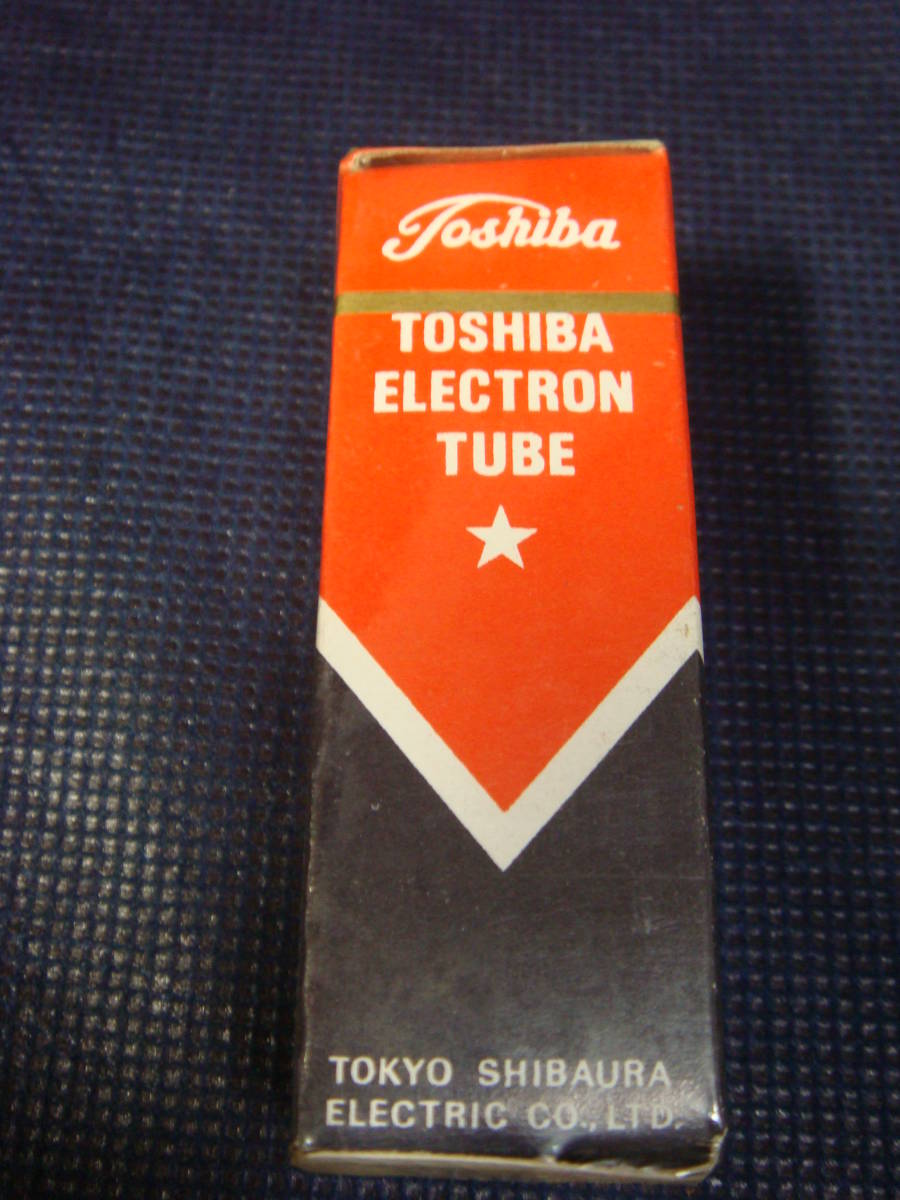 Toshiba
TOSHIBA
ELECTRON
TUBE
TOKYO SHIBAURA
ELECTRIC CO., LTD.